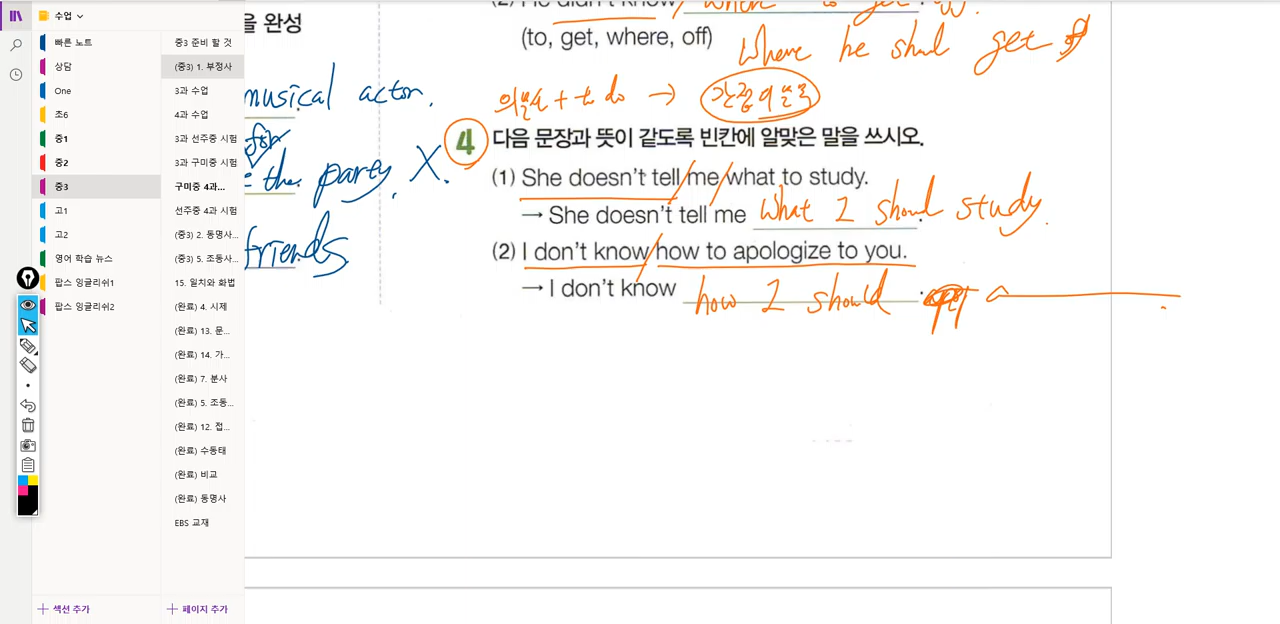 수업
빠른 노트
상담
One
초6
중1
중2
중3
고1
고2
영어 학습 뉴스
팝스 잉글리쉬1
팝스 잉글리쉬2
섹션 추가
중3 준비 할 것
(중3) 1. 부정사
3과 수업
4과 수업
3과 선주중 시험
3과 구미중 시험
구미중 4과...
선주중 4과 시험
(중3) 2. 동명사...
(중3) 5. 조동사...
15. 일치와 화법
(완료) 4. 시제
(완료) 13. 문...
(완료) 14. 가...
(완료) 7. 분사
(완료) 5. 조동...
(완료) 12. 접...
(완료) 수동태
(완료) 비교
(완료) 동명사
EBS 교재
페이지 추가
을 완성
musical actor.
for
the party. X.
friends
(to, get, where, off)
where he should get
의문사 + to do → 간접의문문
4 다음 문장과 뜻이 같도록 빈칸에 알맞은 말을 쓰시오.
(1) She doesn't tell / me / what to study.
→ She doesn't tell me what I should study.
(2) I don't know / how to apologize to you.
→ I don't know how I should a